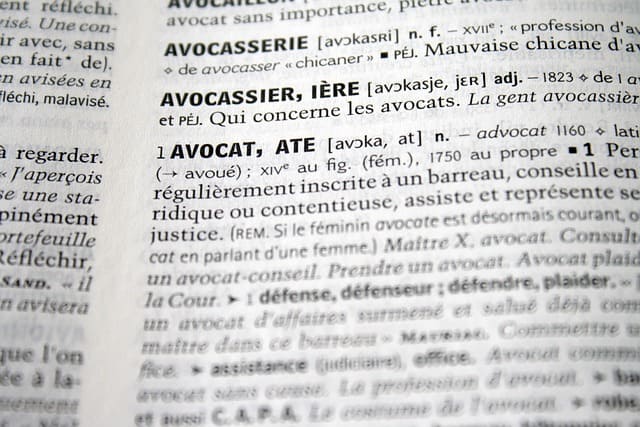 ent réfléchi.
visé. Une con-
ir avec, sans
en fait* de).
en avisées en
fléchi, malavisé.
à regarder.
« J'aperçois
se une sta-
pinément
ortefeuille
Réfléchir,
SAND. « il
n avisera
que l'on
ée à la-
avocat sans importance, piètre
AVOCASSERIE [avɔkasʀi] n. f. – XVIIe ; « profession d'av
⋄ de avocasser « chicaner » ■ PÉJ. Mauvaise chicane d'a
AVOCASSIER, IÈRE [avɔkasje, jɛʀ] adj. – 1823 ⋄ de l a
et PÉJ. Qui concerne les avocats. La gent avocassièr
1 AVOCAT, ATE [avɔka, at] n. – advocat 1160 ⋄ lati
(→ avoué) ; XIVe au fig. (fém.), 1750 au propre ■ 1 Per
régulièrement inscrite à un barreau, conseille en
ridique ou contentieuse, assiste et représente se
justice. (REM. Si le féminin avocate est désormais courant, o
cat en parlant d'une femme.) Maître X, avocat. Consult
un avocat-conseil. Prendre un avocat. Avocat plaid
la Cour. ➤ 1 défense, défenseur ; défendre, plaider. «
un avocat d'affaires surmené et salué déjà com
maître dans ce barreau » MAURIAC. Commettre u
fice. ➤ assistance (judiciaire), office. Avocat comm
avocat sans cause. La profession d'avocat. ➤ ba
et aussi C. A. P. A. Le costume de l'avocat. ➤ rob